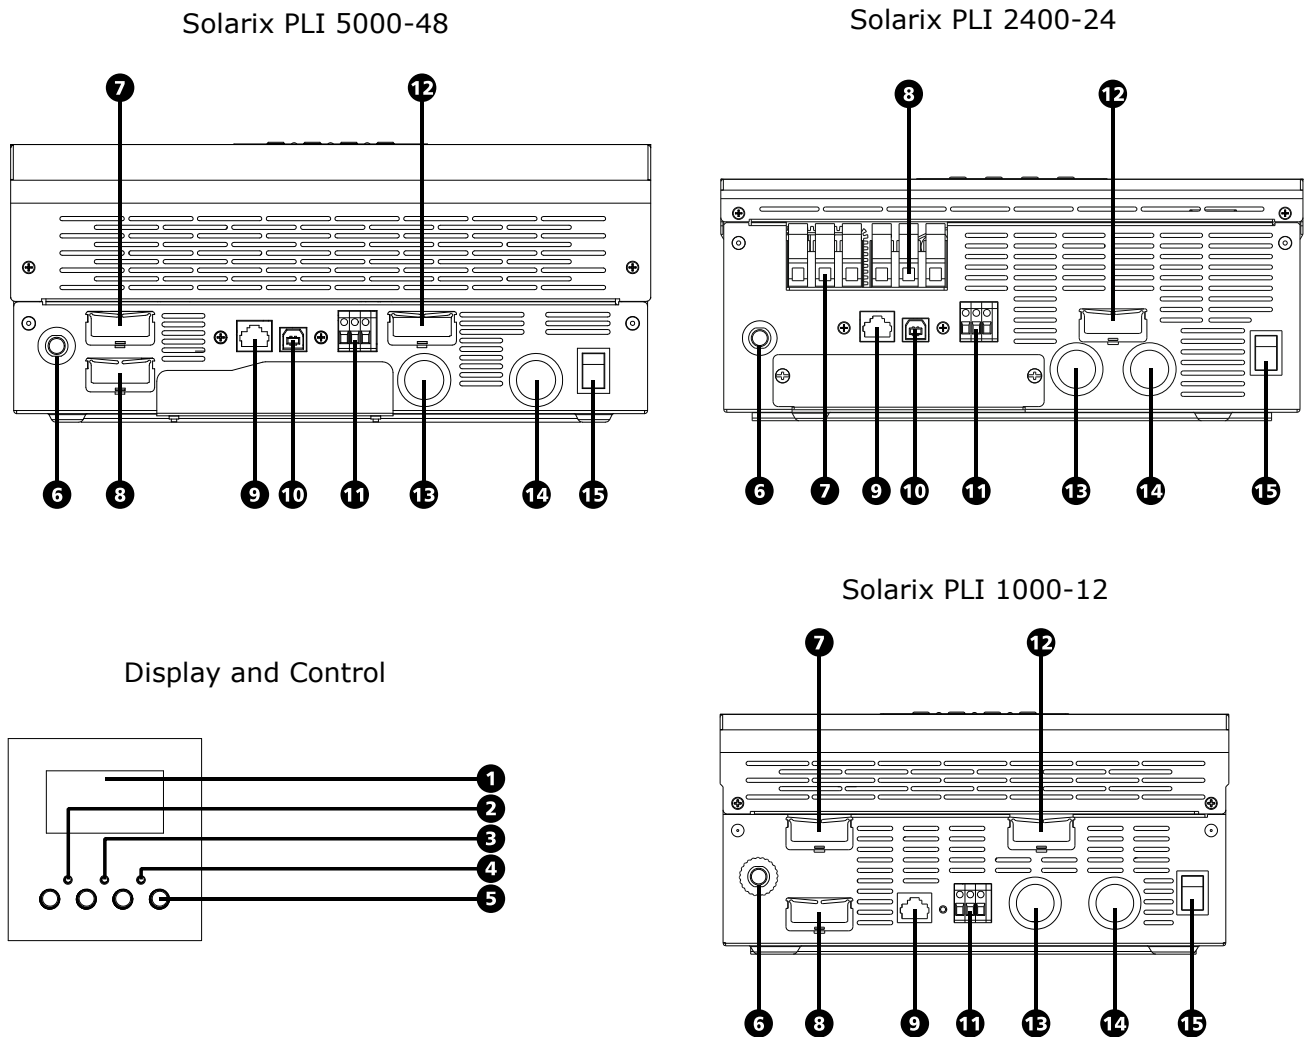 Solarix PLI 5000-48
7 12
6 8 9 10 11 13 14 15
Solarix PLI 2400-24
8 12
6 7 9 10 11 13 14 15
Display and Control
1
2
3
4
5
Solarix PLI 1000-12
7 12
6 8 9 11 13 14 15